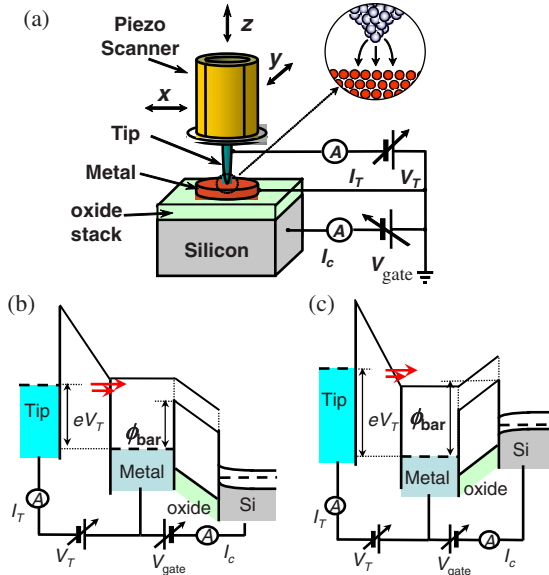 (a)
z
Piezo
Scanner
y
x
Tip
A
I_T
V_T
Metal
oxide
stack
Silicon
A
I_c
V_gate
(b)
(c)
Tip
eV_T
ϕ_bar
Metal
Si
oxide
A
I_T
V_T
V_gate
A
I_c
Tip
eV_T
ϕ_bar
Metal
Si
oxide
A
I_T
V_T
V_gate
A
I_c